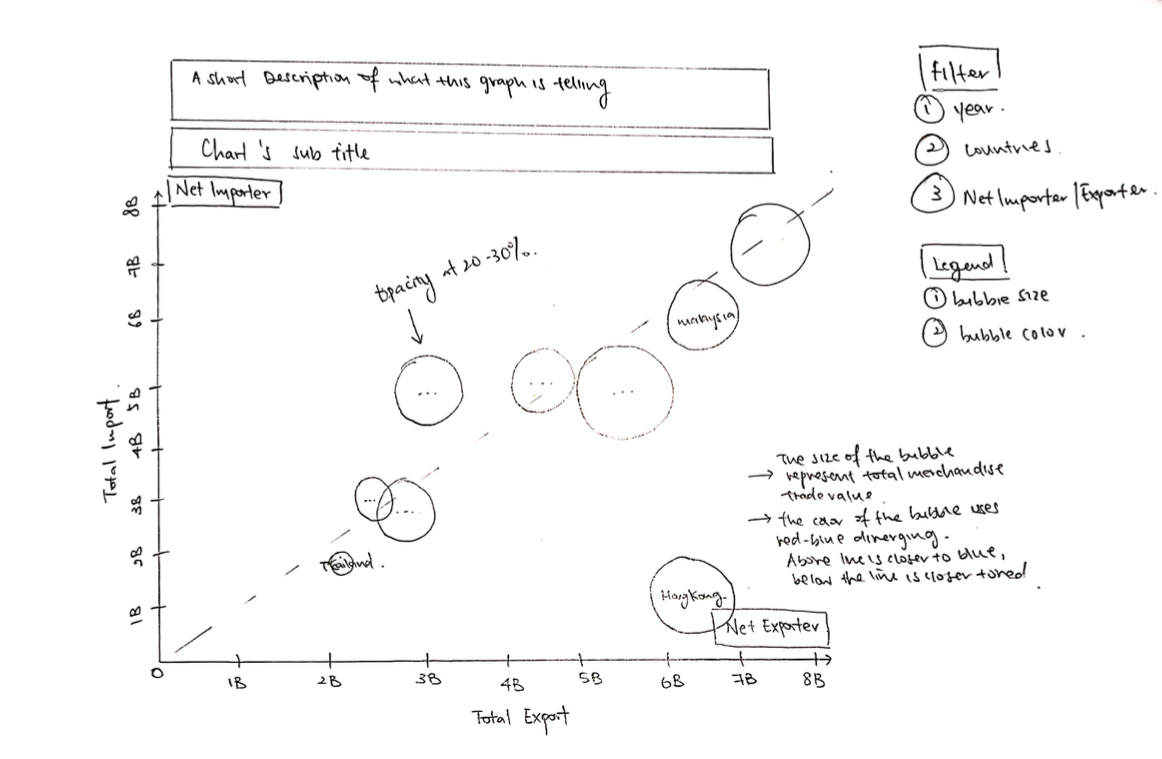 A short Description of what this graph is telling
Chart's sub title
Net Importer
8B
7B
6B
5B
4B
3B
2B
1B
0
1B
2B
3B
4B
5B
6B
7B
8B
Total Import.
Total Export
opacity at 20-30%.
malaysia
...
...
...
...
....
Thailand.
HongKong.
Net Exporter
filter
① year.
② countries.
③ Net Importer/Exporter.
Legend
① bubble size
② bubble color.
The size of the bubble
→ represent total merchandise
trade value.
→ the color of the bubble uses
red-blue diverging.
Above line is closer to blue,
below the line is closer to red.